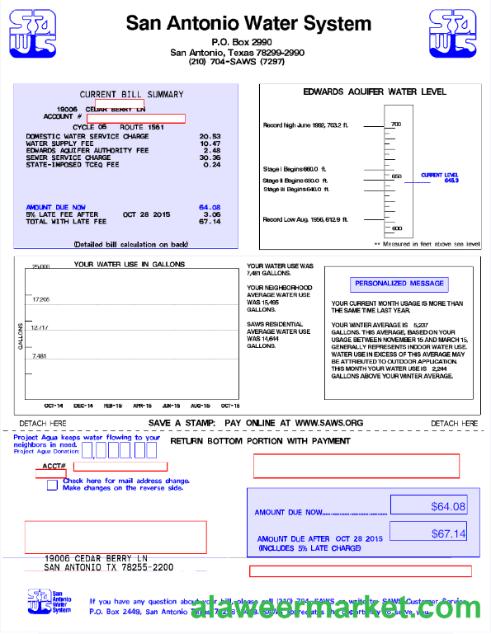 San Antonio Water System
P.O. Box 2990
San Antonio, Texas 78299-2990
(210) 704-SAWS (7297)
CURRENT BILL SUMMARY
19006 CEDAR BERRY LN
ACCOUNT #
CYCLE 05 ROUTE 1561
DOMESTIC WATER SERVICE CHARGE 20.53
WATER SUPPLY FEE 10.47
EDWARDS AQUIFER AUTHORITY FEE 2.48
SEWER SERVICE CHARGE 30.36
STATE-IMPOSED TCEQ FEE 0.24
AMOUNT DUE NOW 64.08
5% LATE FEE AFTER OCT 28 2015 3.06
TOTAL WITH LATE FEE 67.14
(Detailed bill calculation on back)
EDWARDS AQUIFER WATER LEVEL
Record high June 1992, 703.2 ft. 700
Stage I Begins 660.0 ft.
Stage II Begins 650.0 ft. 650 CURRENT LEVEL
Stage III Begins 640.0 ft. 645.3
Record Low Aug. 1956, 612.9 ft.
600
** Measured in feet above sea level
YOUR WATER USE IN GALLONS
25,000
17,205
12,717
7,481
GALLONS
OCT-14 DEC-14 FEB-15 APR-15 JUN-15 AUG-15 OCT-15
YOUR WATER USE WAS
7,481 GALLONS.
YOUR NEIGHBORHOOD
AVERAGE WATER USE
WAS 15,495
GALLONS.
SAWS RESIDENTIAL
AVERAGE WATER USE
WAS 14,644
GALLONS.
PERSONALIZED MESSAGE
YOUR CURRENT MONTH USAGE IS MORE THAN
THE SAME TIME LAST YEAR.
YOUR WINTER AVERAGE IS 5,237
GALLONS. THIS AVERAGE, BASED ON YOUR
USAGE BETWEEN NOVEMBER 15 AND MARCH 15,
GENERALLY REPRESENTS INDOOR WATER USE.
WATER USE IN EXCESS OF THIS AVERAGE MAY
BE ATTRIBUTED TO OUTDOOR APPLICATION.
THIS MONTH YOUR WATER USE IS 2,244
GALLONS ABOVE YOUR WINTER AVERAGE.
DETACH HERE SAVE A STAMP: PAY ONLINE AT WWW.SAWS.ORG DETACH HERE
Project Agua keeps water flowing to your
neighbors in need.
Project Agua Donation:
RETURN BOTTOM PORTION WITH PAYMENT
ACCT#
Check here for mail address change.
Make changes on the reverse side.
AMOUNT DUE NOW $64.08
AMOUNT DUE AFTER OCT 28 2015 $67.14
(INCLUDES 5% LATE CHARGE)
19006 CEDAR BERRY LN
SAN ANTONIO TX 78255-2200
San Antonio Water System
If you have any question about your bill, please call (210) 704-SAWS or write to SAWS Customer Service
P.O. Box 2449, San Antonio
alaweermarket.com